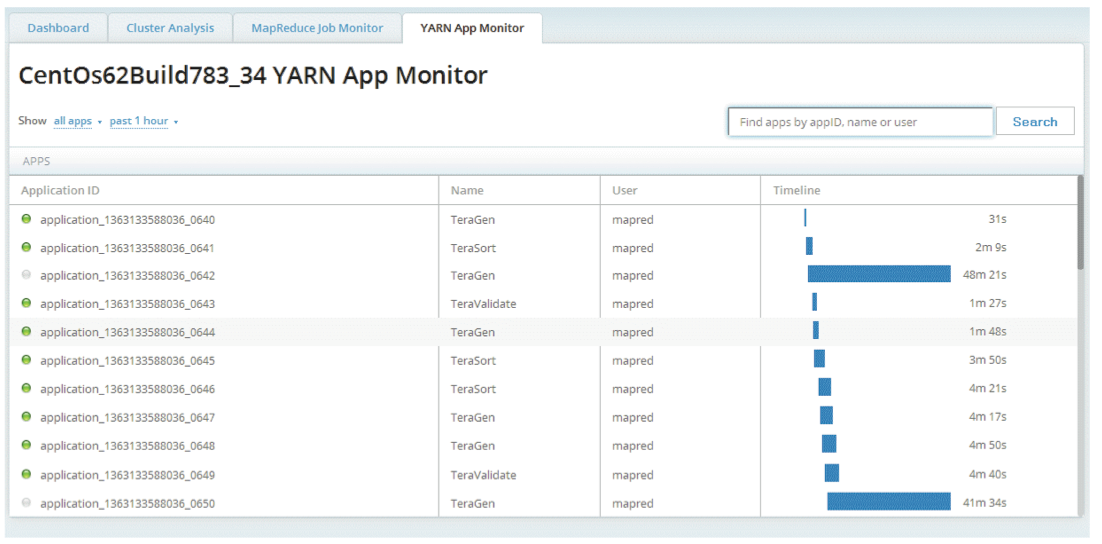 Dashboard Cluster Analysis MapReduce Job Monitor YARN App Monitor
CentOs62Build783_34 YARN App Monitor
Show all apps past 1 hour Find apps by appID, name or user Search
APPS
Application ID Name User Timeline
application_1363133588036_0640 TeraGen mapred 31s
application_1363133588036_0641 TeraSort mapred 2m 9s
application_1363133588036_0642 TeraGen mapred 48m 21s
application_1363133588036_0643 TeraValidate mapred 1m 27s
application_1363133588036_0644 TeraGen mapred 1m 48s
application_1363133588036_0645 TeraSort mapred 3m 50s
application_1363133588036_0646 TeraSort mapred 4m 21s
application_1363133588036_0647 TeraGen mapred 4m 17s
application_1363133588036_0648 TeraGen mapred 4m 50s
application_1363133588036_0649 TeraValidate mapred 4m 40s
application_1363133588036_0650 TeraGen mapred 41m 34s